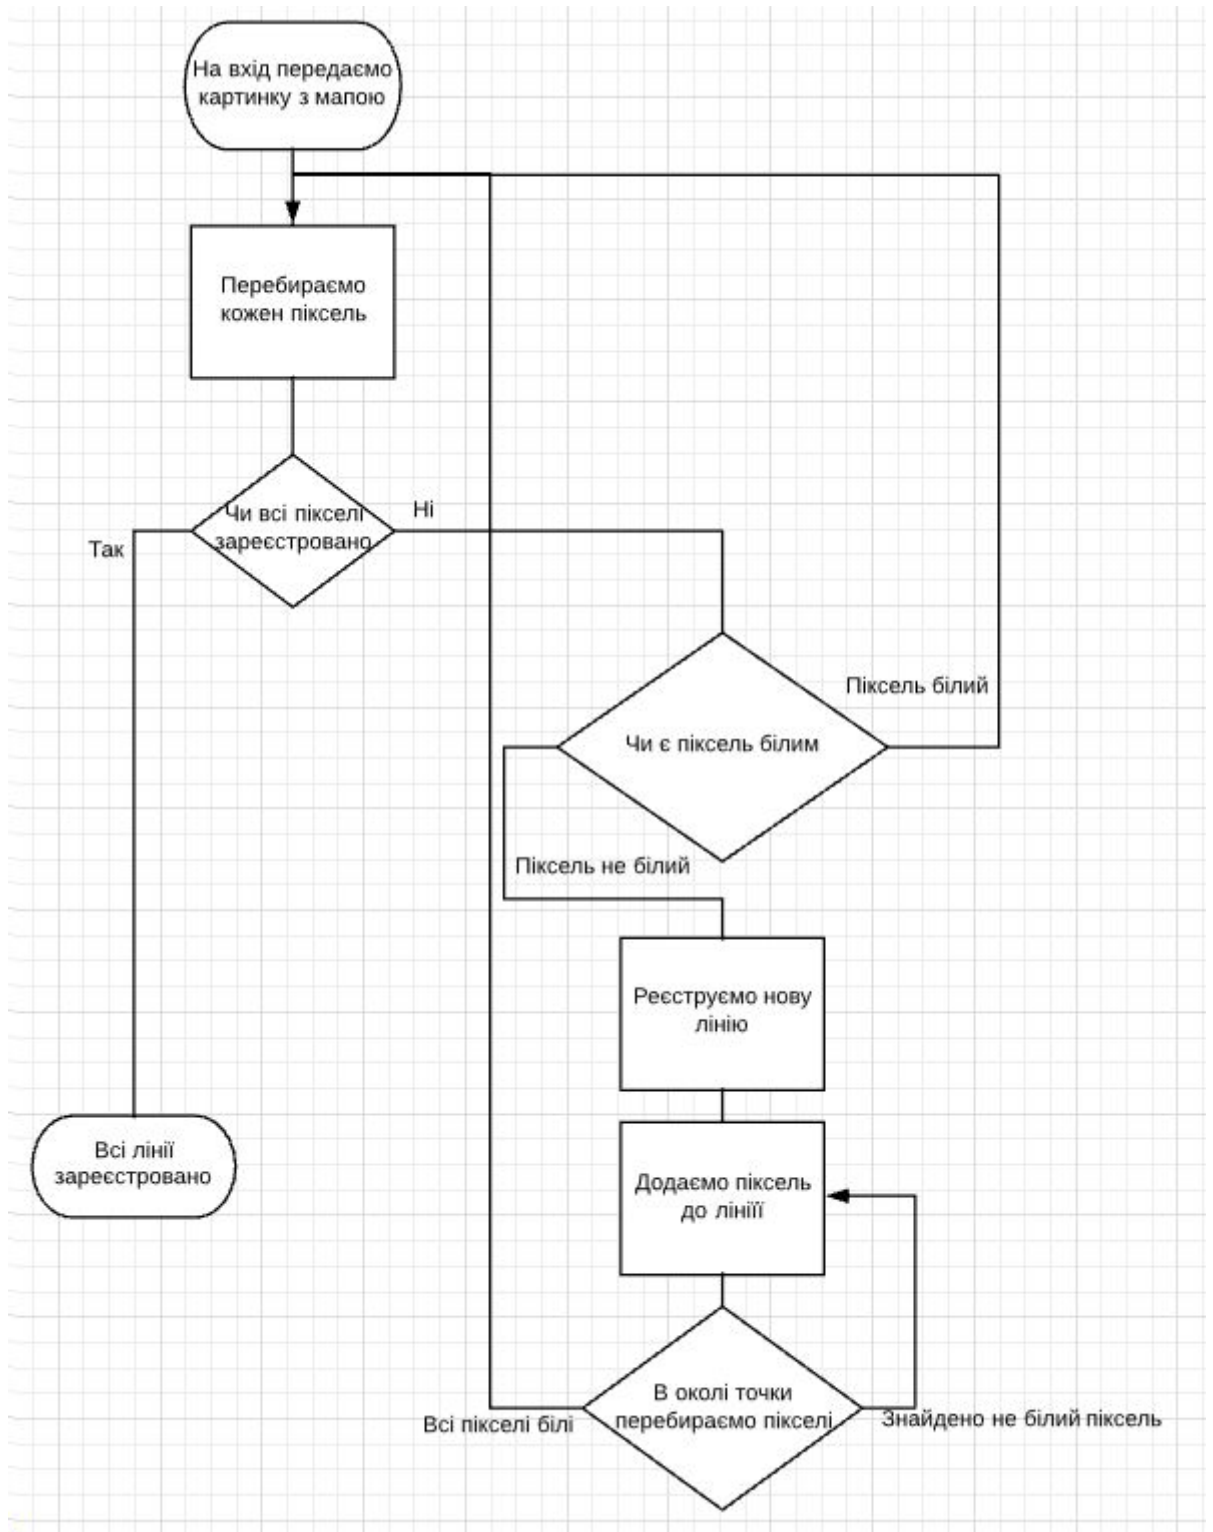 На вхід передаємо
картинку з мапою
Перебираємо
кожен піксель
Чи всі пікселі
зареєстровано
Ні
Так
Піксель білий
Чи є піксель білим
Піксель не білий
Реєструємо нову
лінію
Всі лінії
зареєстровано
Додаємо піксель
до лініїї
В околі точки
перебираємо пікселі
Всі пікселі білі
Знайдено не білий піксель